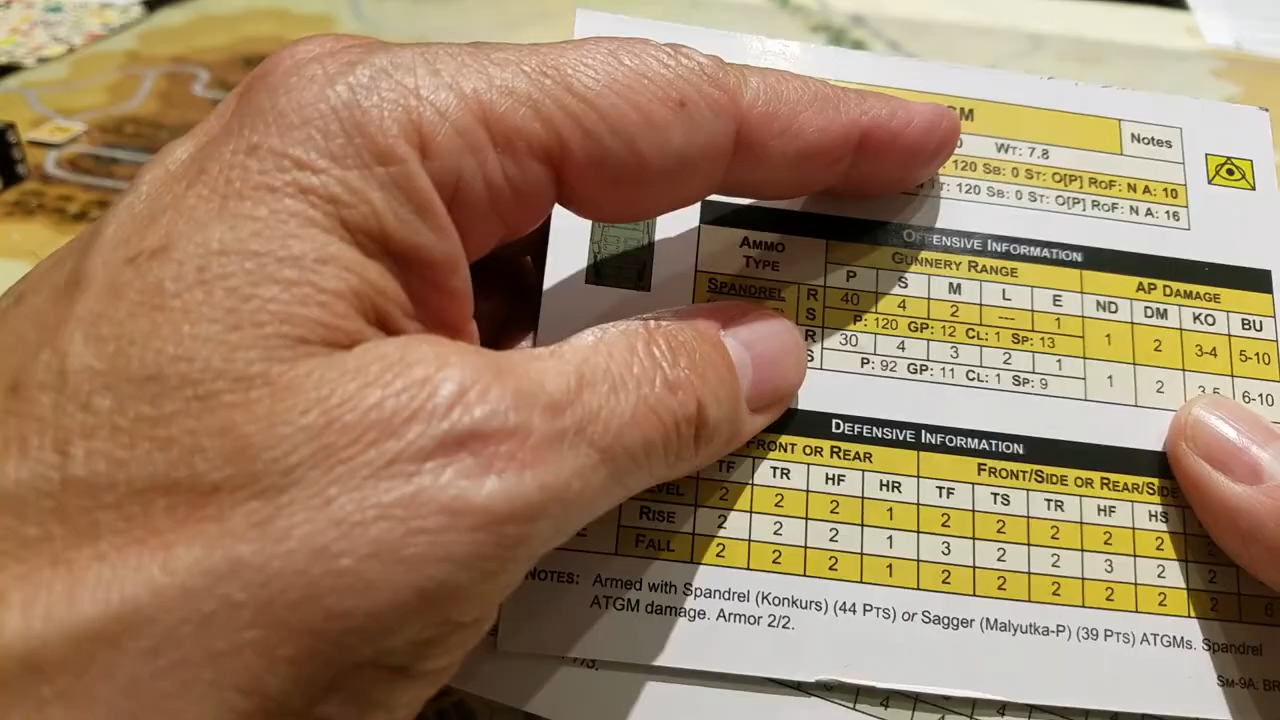 Notes
WT: 7.8
120 SB: 0 ST: O[P] ROF: N A: 10
TT: 120 SB: 0 ST: O[P] ROF: N A: 16
OFFENSIVE INFORMATION
AMMO TYPE GUNNERY RANGE AP DAMAGE
P S M L E ND DM KO BU
SPANDREL R 40 4 2 --- 1 1 2 3-4 5-10
S P: 120 GP: 12 CL: 1 SP: 13
R 30 4 3 2 1 1 2 6-10
S P: 92 GP: 11 CL: 1 SP: 9
DEFENSIVE INFORMATION
FRONT OR REAR FRONT/SIDE OR REAR/SIDE
TF TR HF HR TF TS TR HF HS
LEVEL 2 2 2 1 2 2 2 2 2 2
RISE 2 2 2 1 3 2 2 3 2 2
FALL 2 2 2 1 2 2 2 2 2 2
NOTES: Armed with Spandrel (Konkurs) (44 PTS) or Sagger (Malyutka-P) (39 PTS) ATGMs. Spandrel
ATGM damage. Armor 2/2.
SM-9A: BR